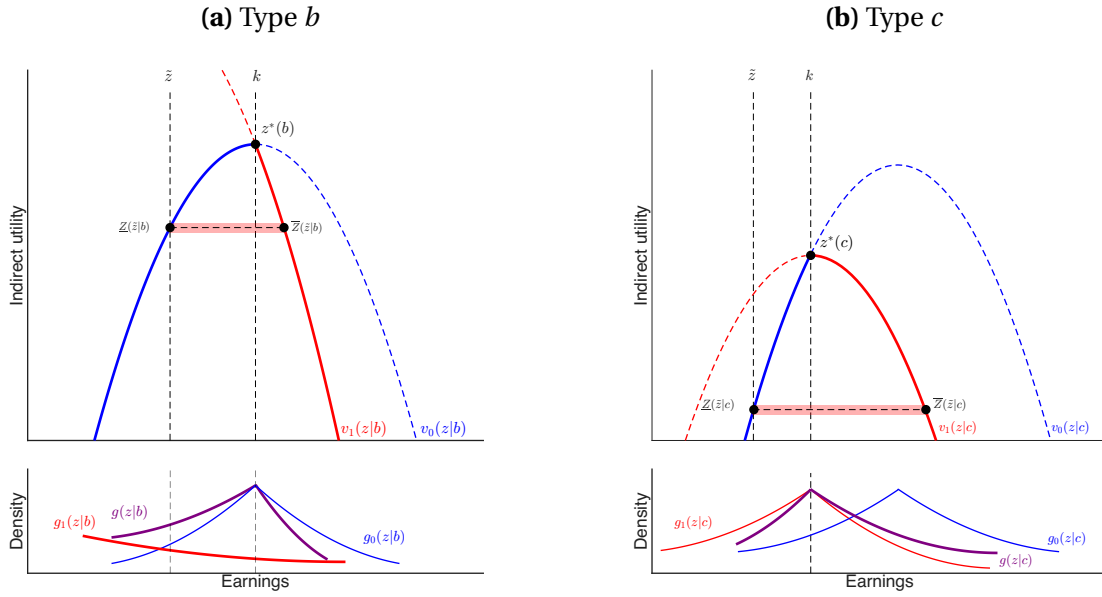 (a) Type b
z̃
k
z*(b)
Z̲(z̃|b)
Z̅(z̃|b)
Indirect utility
v₁(z|b)
v₀(z|b)
g₁(z|b)
g(z|b)
g₀(z|b)
Density
Earnings
(b) Type c
z̃
k
z*(c)
Z̲(z̃|c)
Z̅(z̃|c)
Indirect utility
v₁(z|c)
v₀(z|c)
g₁(z|c)
g₀(z|c)
g(z|c)
Density
Earnings